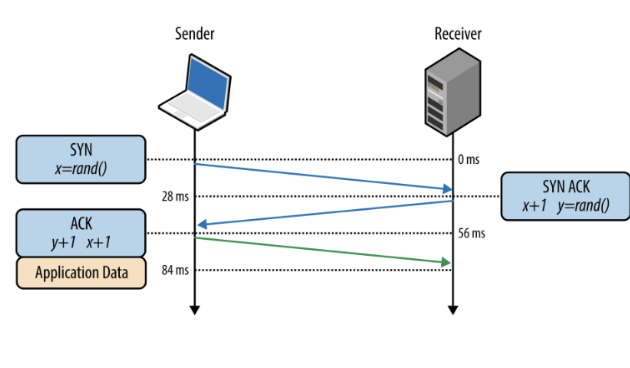 Sender
Receiver
SYN
x=rand()
0 ms
28 ms
SYN ACK
x+1 y=rand()
ACK
y+1 x+1
56 ms
Application Data
84 ms